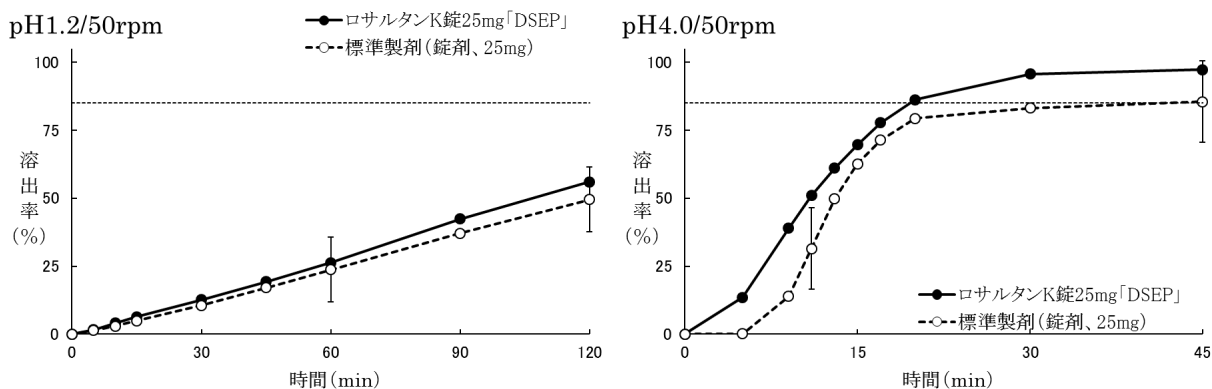 pH1.2/50rpm
ロサルタンK錠25mg「DSEP」
標準製剤(錠剤、25mg)
100
75
50
25
0
溶出率(%)
0 30 60 90 120
時間(min)
pH4.0/50rpm
100
75
50
25
0
溶出率(%)
ロサルタンK錠25mg「DSEP」
標準製剤(錠剤、25mg)
0 15 30 45
時間(min)